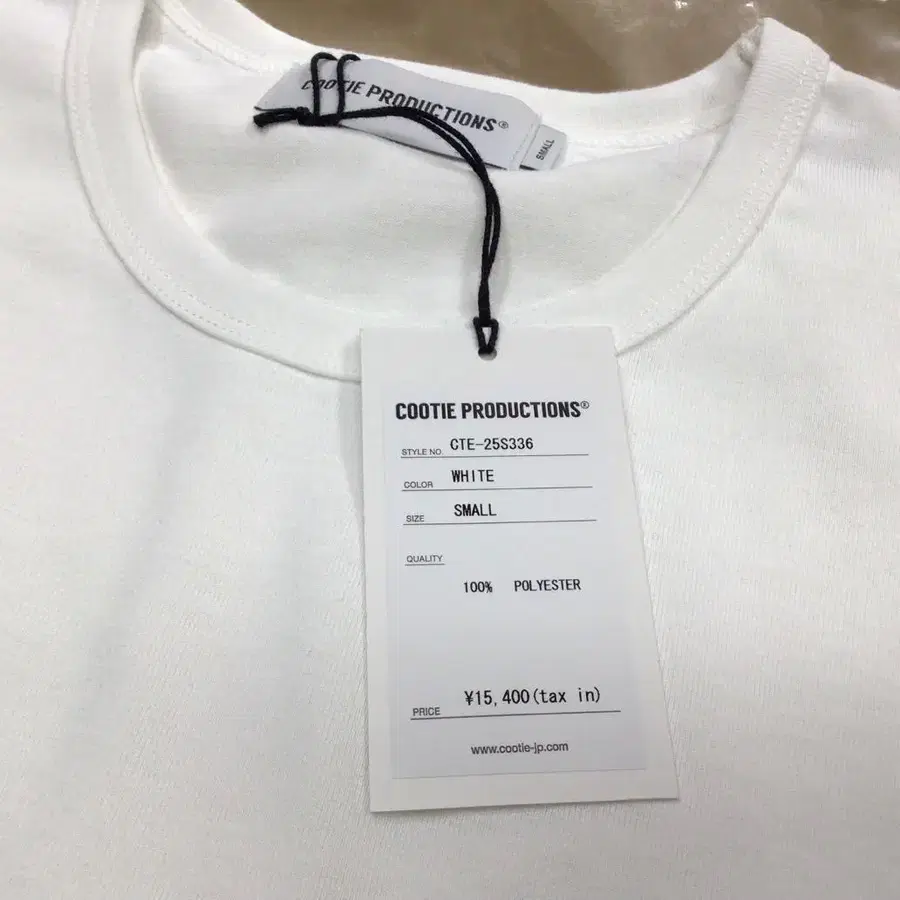 COOTIE PRODUCTIONS®
SMALL
COOTIE PRODUCTIONS®
STYLE NO. CTE-25S336
COLOR WHITE
SIZE SMALL
QUALITY
100% POLYESTER
PRICE ¥15,400(tax in)
www.cootie-jp.com